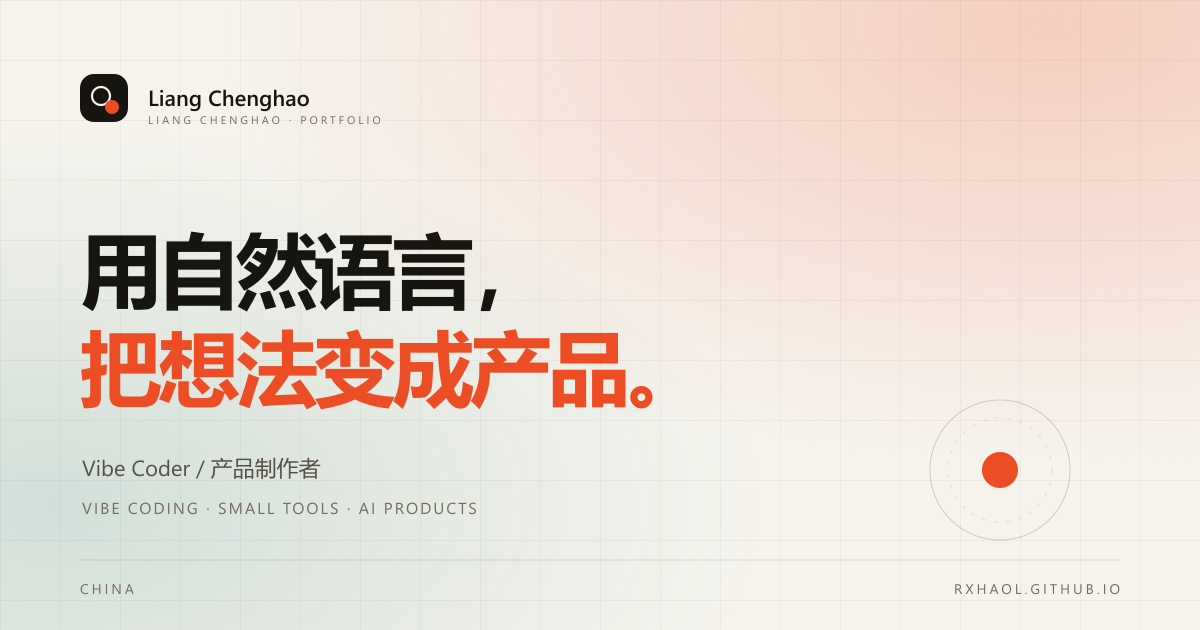 Liang Chenghao
LIANG CHENGHAO · PORTFOLIO
用自然语言，
把想法变成产品。
Vibe Coder / 产品制作者
VIBE CODING · SMALL TOOLS · AI PRODUCTS
CHINA
RXHAOL.GITHUB.IO